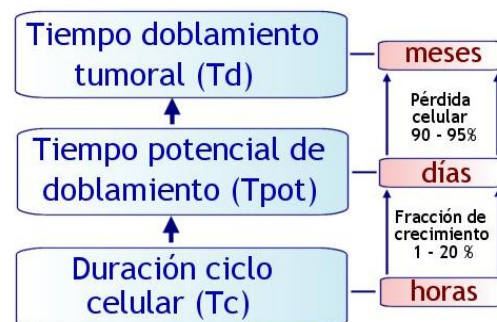 Tiempo doblamiento
tumoral (Td)
meses
Pérdida
celular
90 - 95%
Tiempo potencial de
doblamiento (Tpot)
días
Fracción de
crecimiento
1 - 20 %
Duración ciclo
celular (Tc)
horas